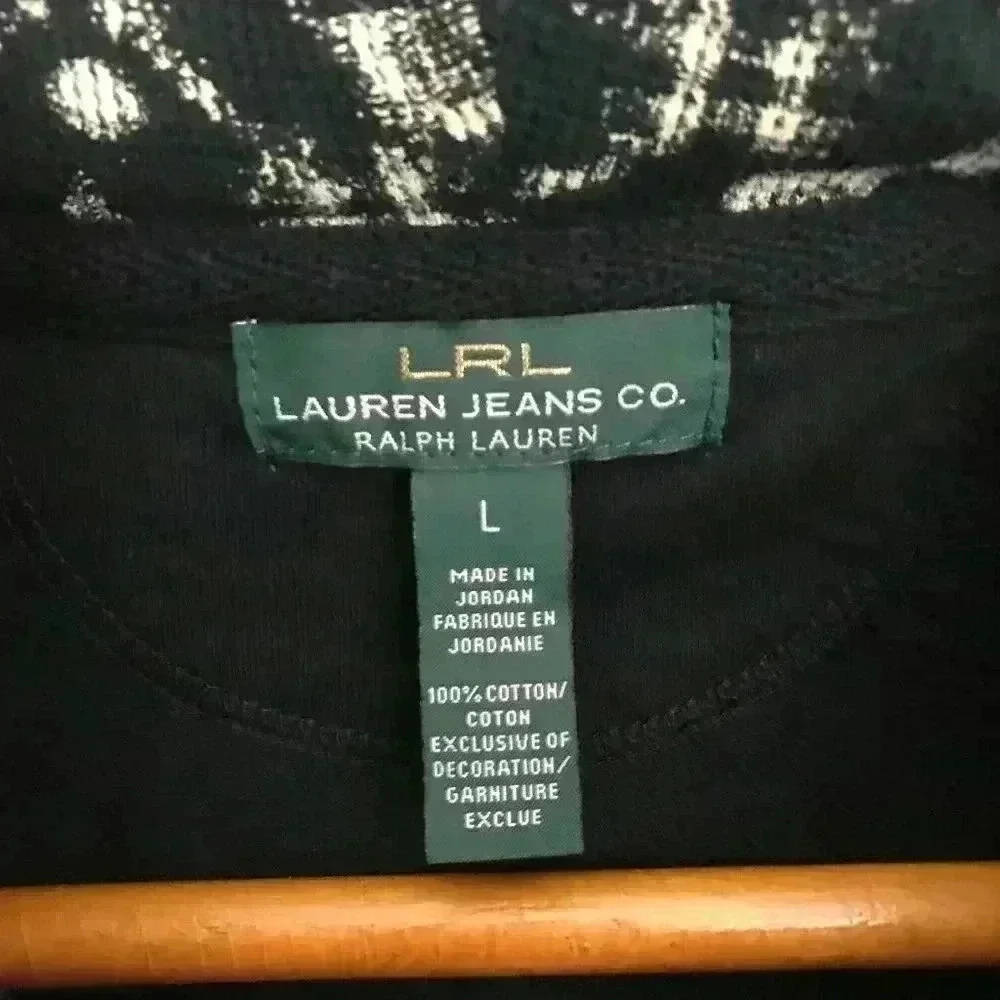 LRL
LAUREN JEANS CO.
RALPH LAUREN
L
MADE IN
JORDAN
FABRIQUE EN
JORDANIE
100% COTTON/
COTON
EXCLUSIVE OF
DECORATION/
GARNITURE
EXCLUE